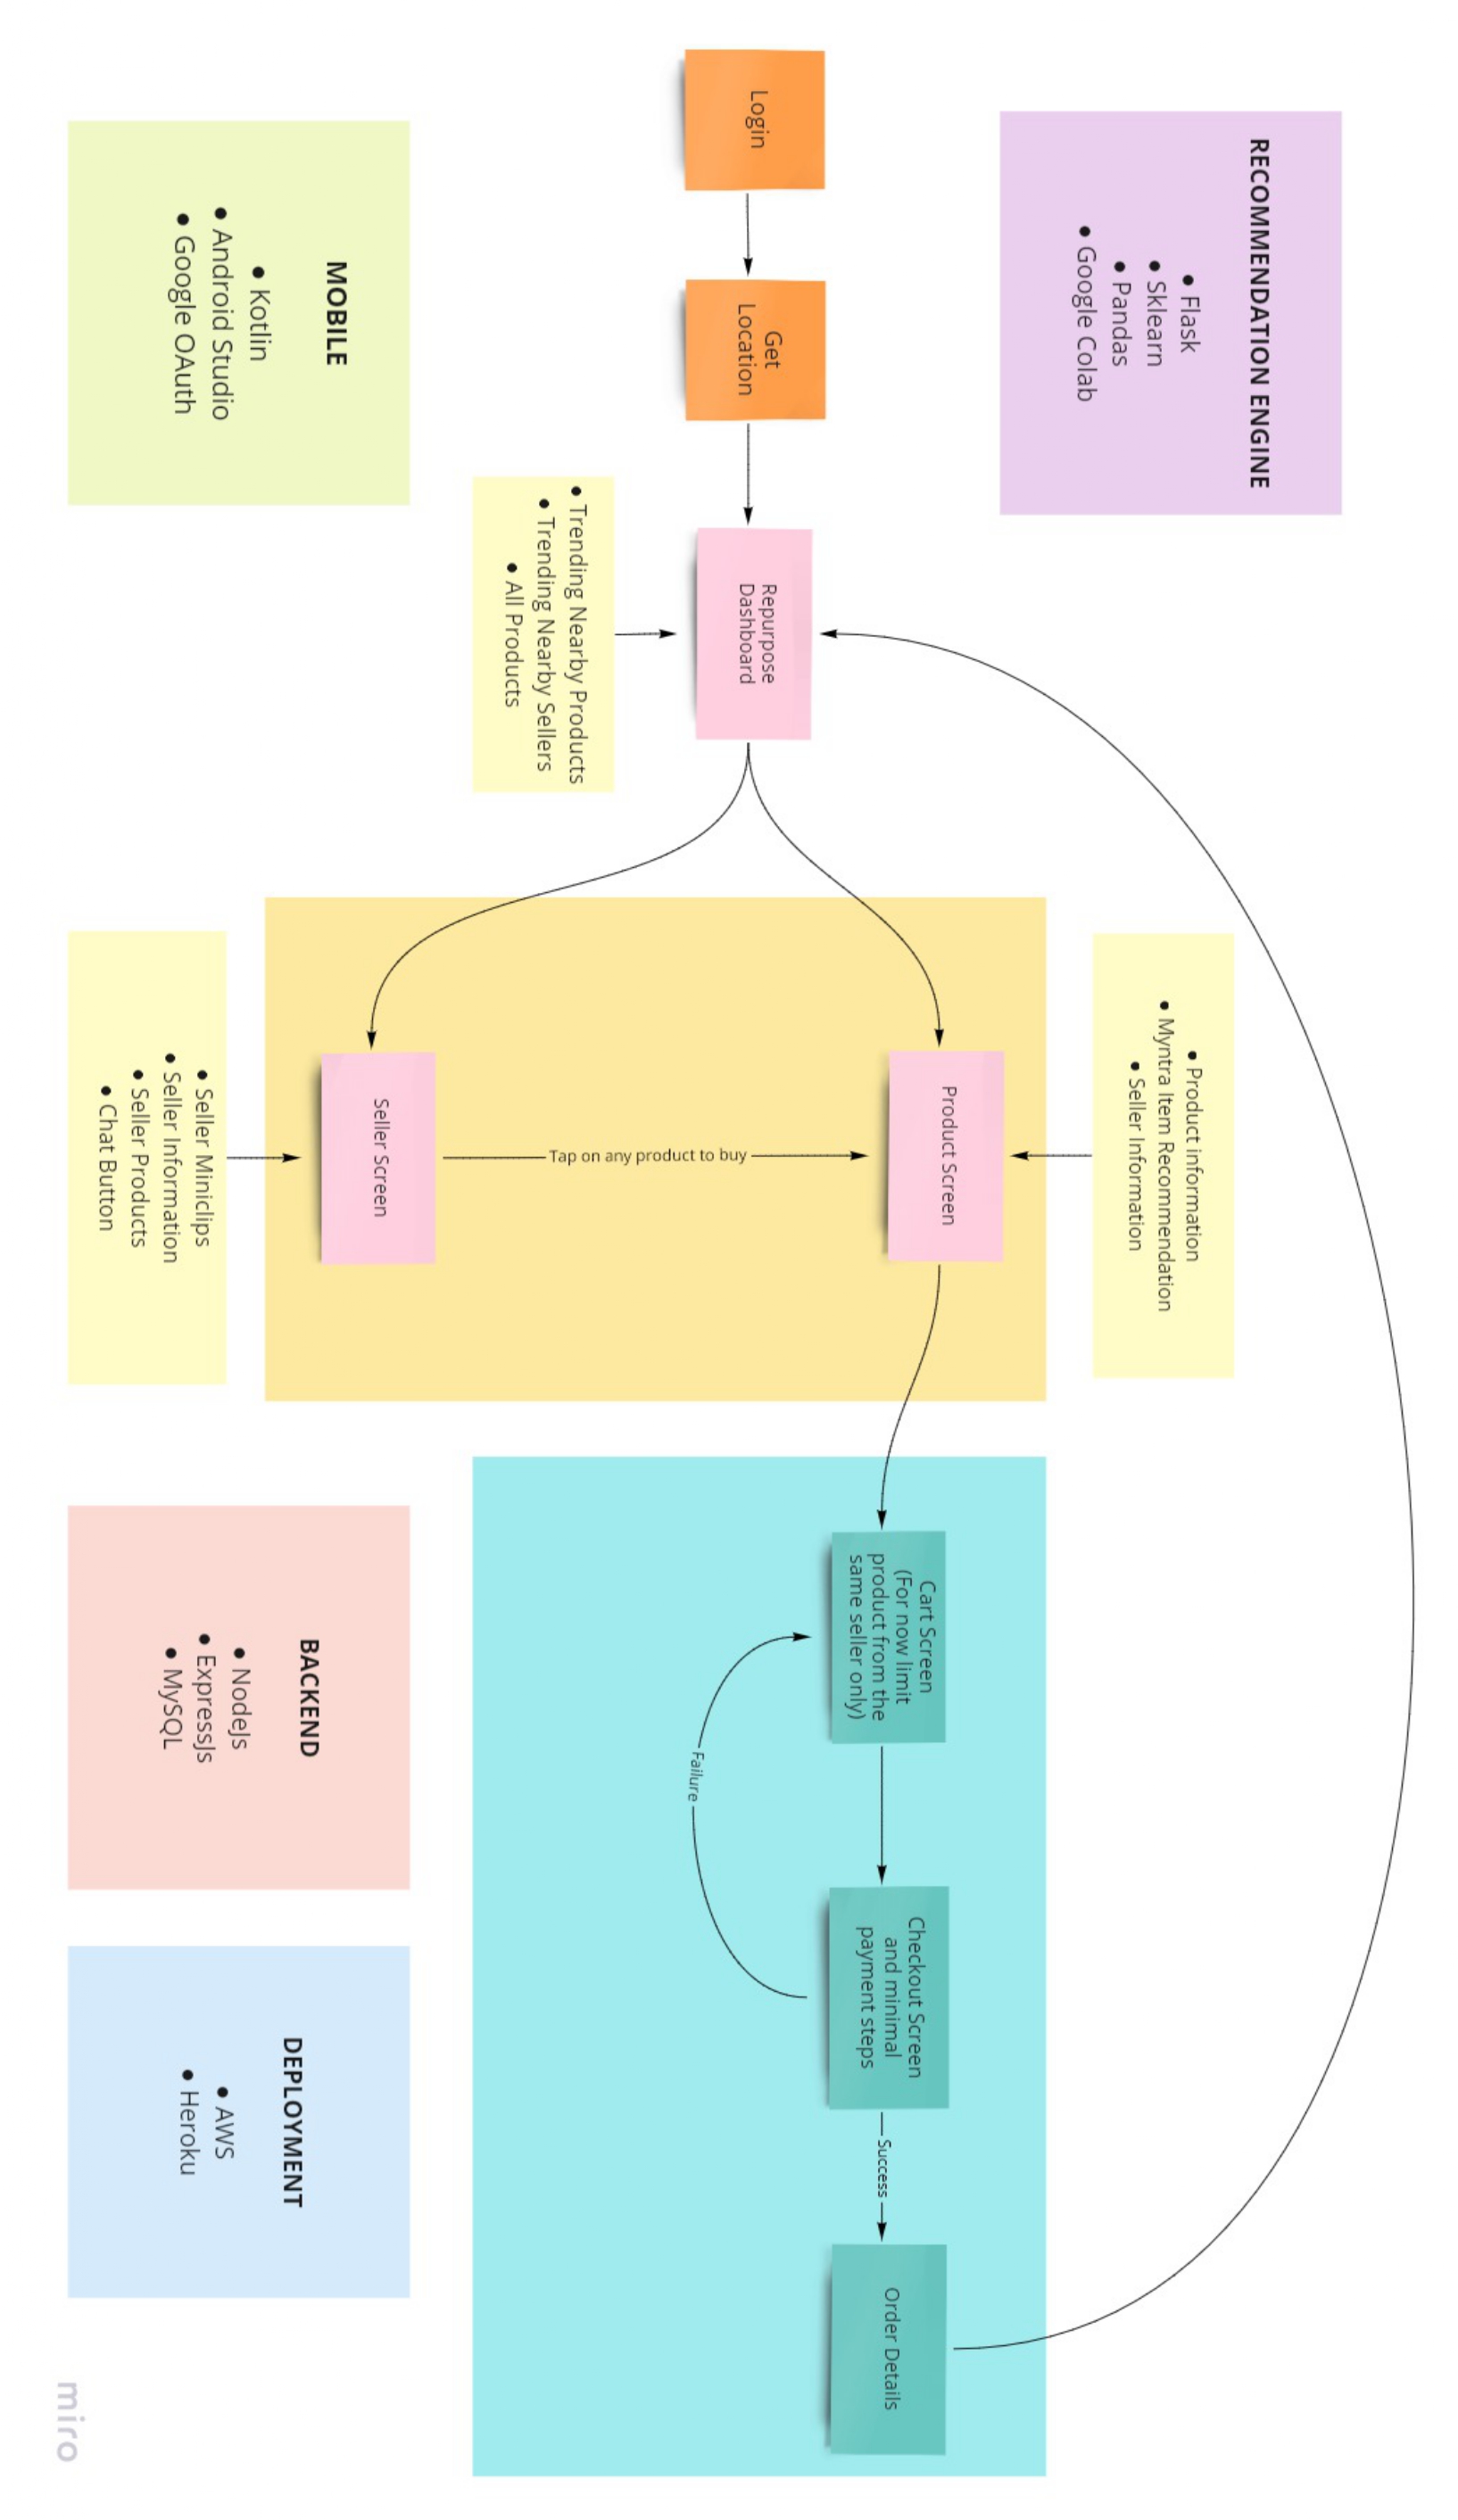 RECOMMENDATION ENGINE
● Flask
● Sklearn
● Pandas
● Google Colab
● Product information
● Myntra Item Recommendation
● Seller Information
Login
Get
Location
Repurpose
Dashboard
● Trending Nearby Products
● Trending Nearby Sellers
● All Products
Product Screen
Tap on any product to buy
Seller Screen
● Seller Miniclips
● Seller Information
● Seller Products
● Chat Button
Cart Screen
(For now limit
product from the
same seller only)
Checkout Screen
and minimal
payment steps
Success
Order Details
Failure
MOBILE
● Kotlin
● Android Studio
● Google OAuth
BACKEND
● NodeJs
● ExpressJs
● MySQL
DEPLOYMENT
● AWS
● Heroku
miro